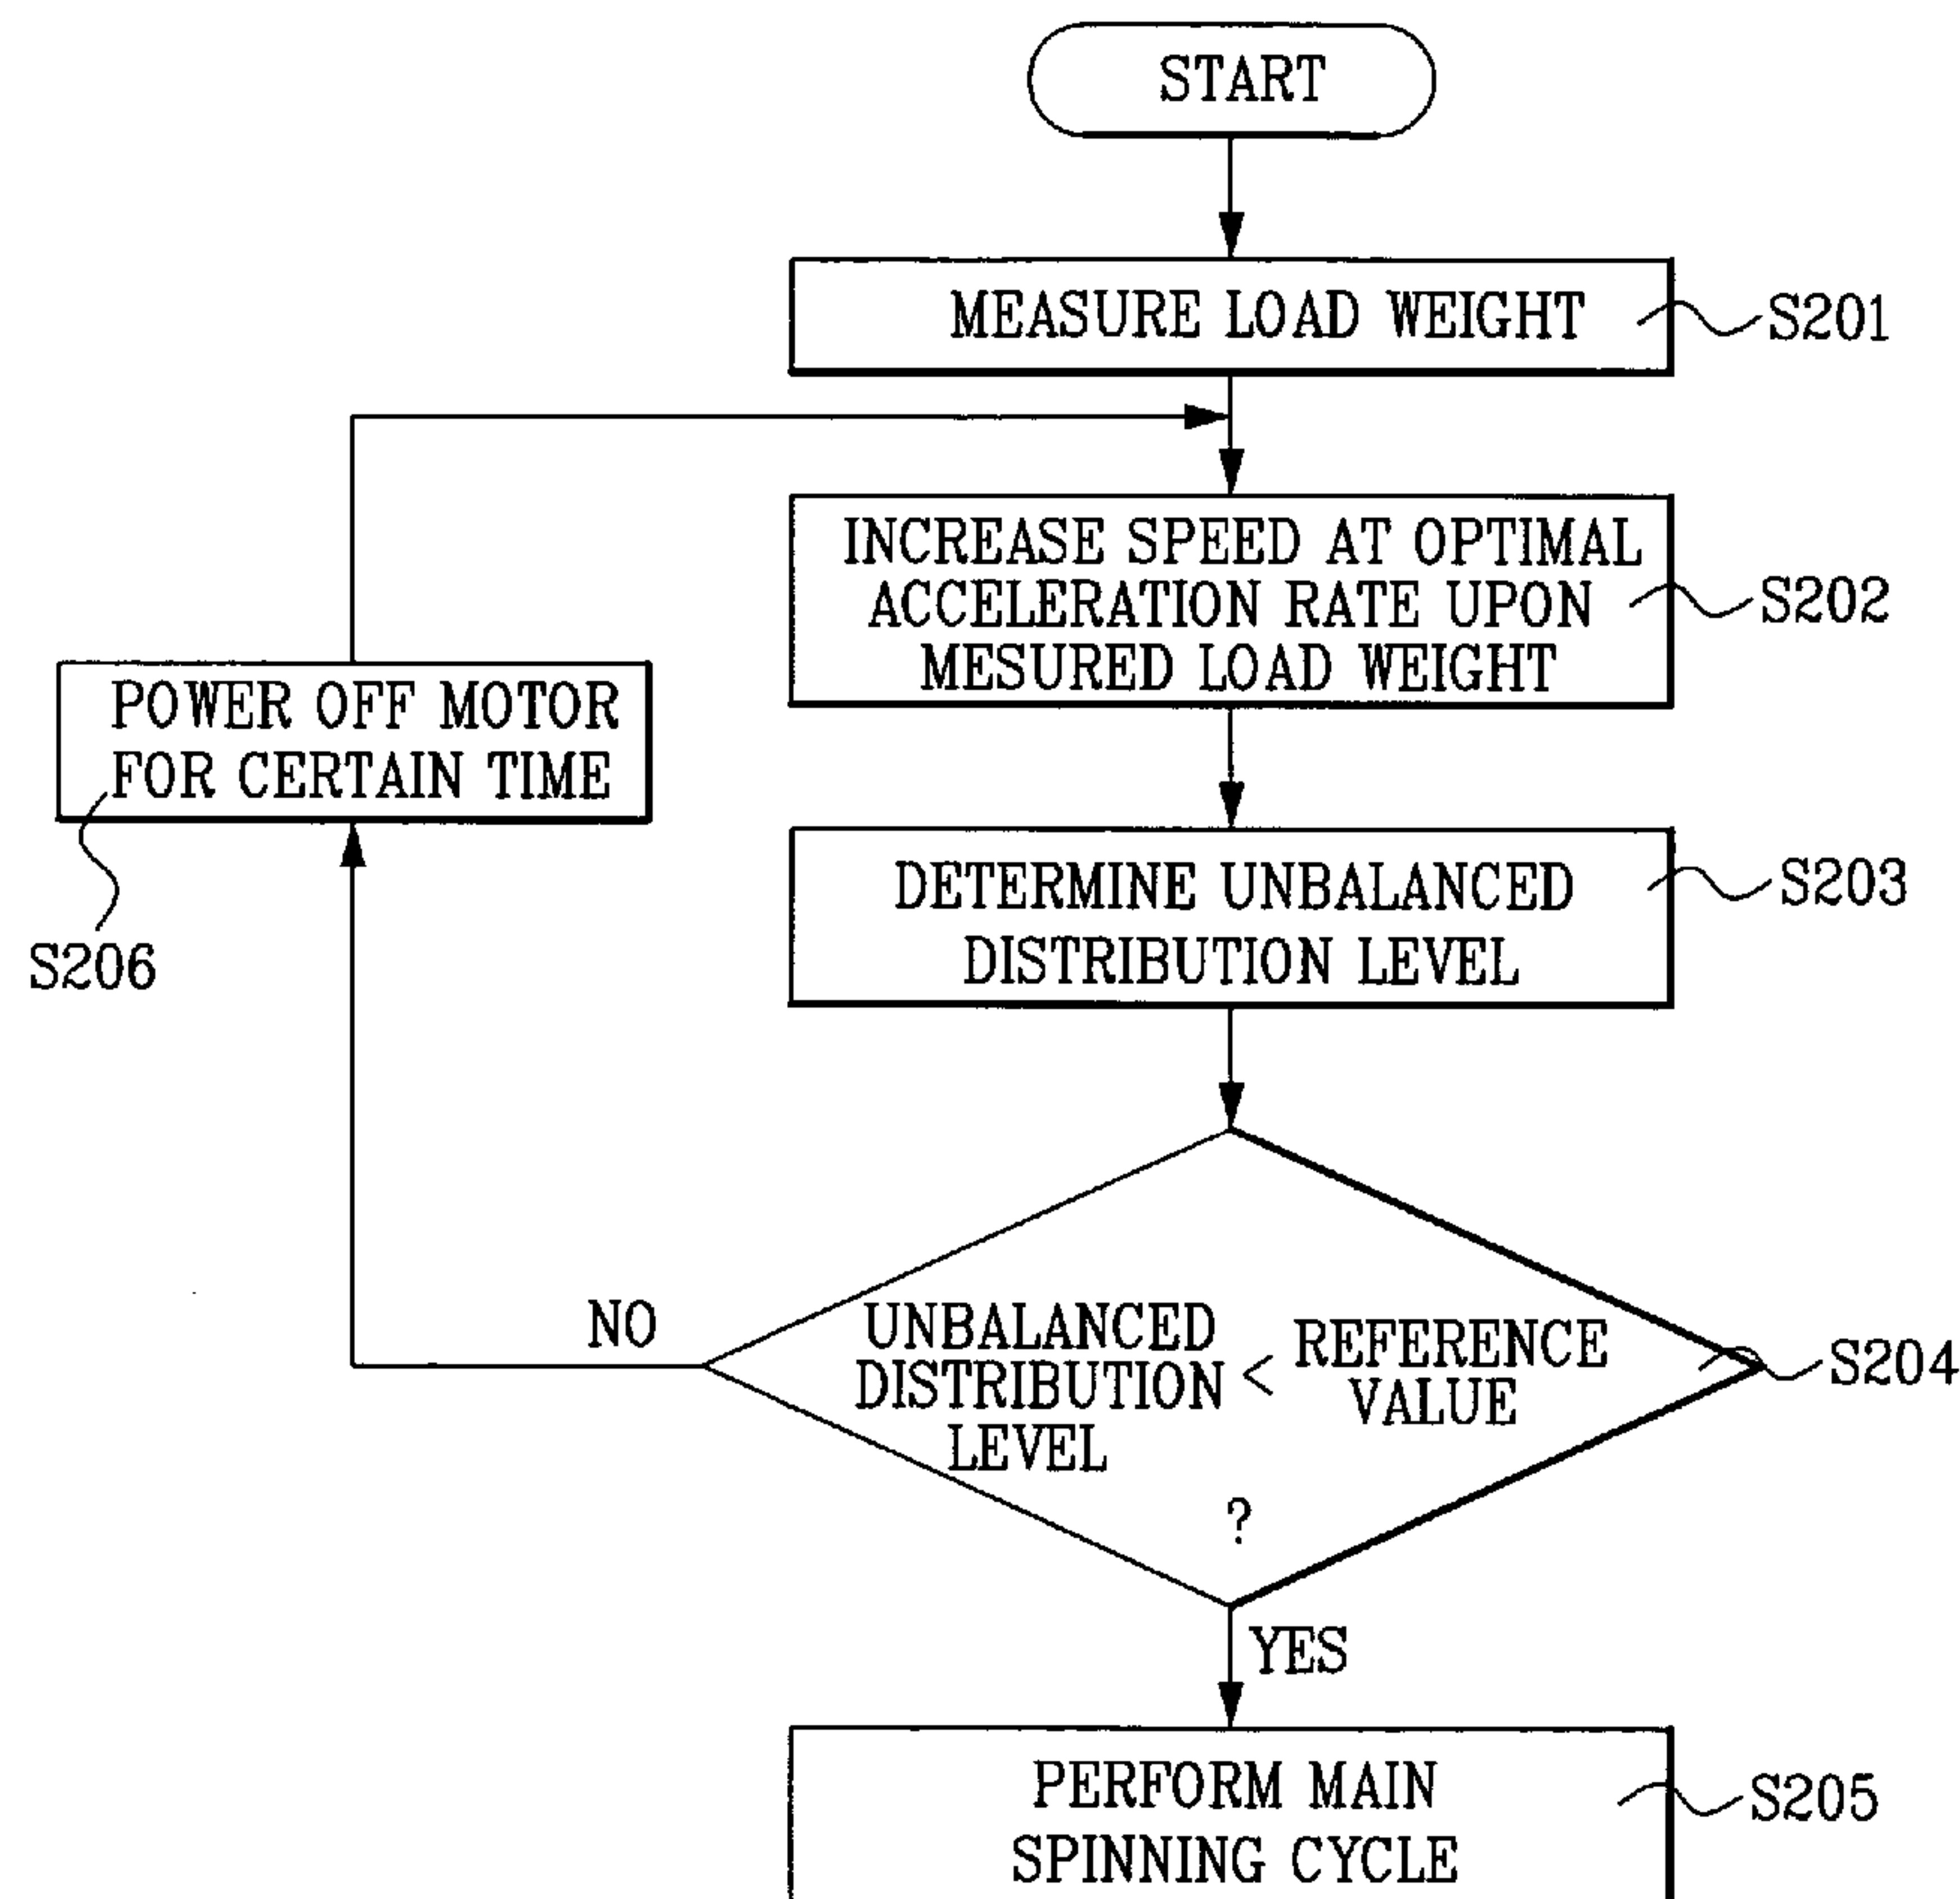 START
MEASURE LOAD WEIGHT
S201
INCREASE SPEED AT OPTIMAL
ACCELERATION RATE UPON
MESURED LOAD WEIGHT
S202
POWER OFF MOTOR
FOR CERTAIN TIME
S206
DETERMINE UNBALANCED
DISTRIBUTION LEVEL
S203
NO
UNBALANCED
DISTRIBUTION
LEVEL
<
REFERENCE
VALUE
?
S204
YES
PERFORM MAIN
SPINNING CYCLE
S205